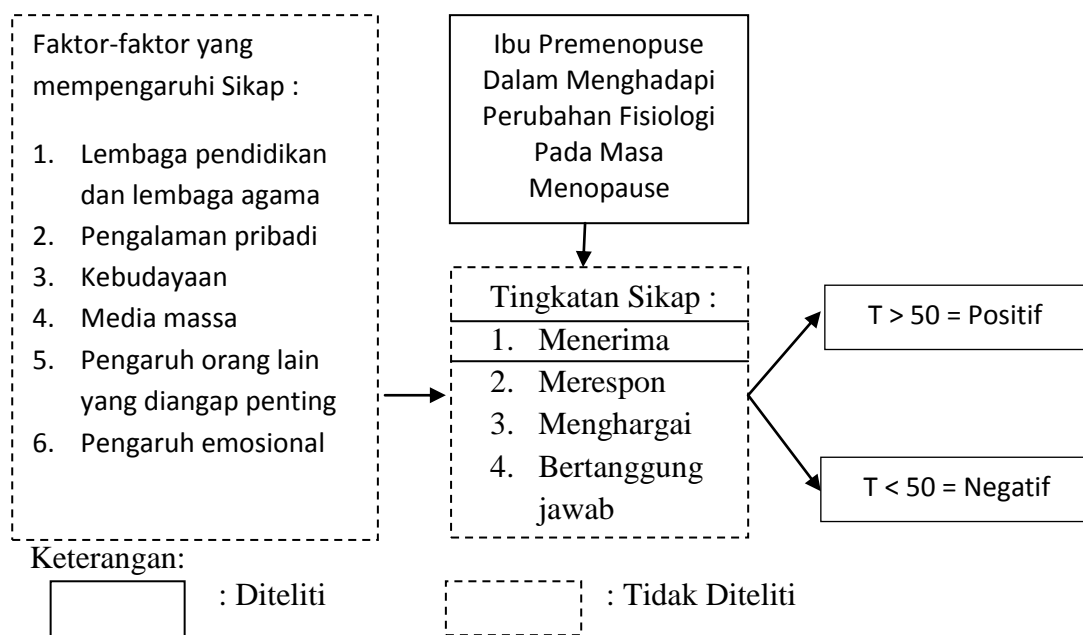 Faktor-faktor yang
mempengaruhi Sikap :
1. Lembaga pendidikan
dan lembaga agama
2. Pengalaman pribadi
3. Kebudayaan
4. Media massa
5. Pengaruh orang lain
yang diangap penting
6. Pengaruh emosional
Ibu Premenopuse
Dalam Menghadapi
Perubahan Fisiologi
Pada Masa
Menopause
Tingkatan Sikap :
1. Menerima
2. Merespon
3. Menghargai
4. Bertanggung
jawab
T > 50 = Positif
T < 50 = Negatif
Keterangan:
: Diteliti
: Tidak Diteliti